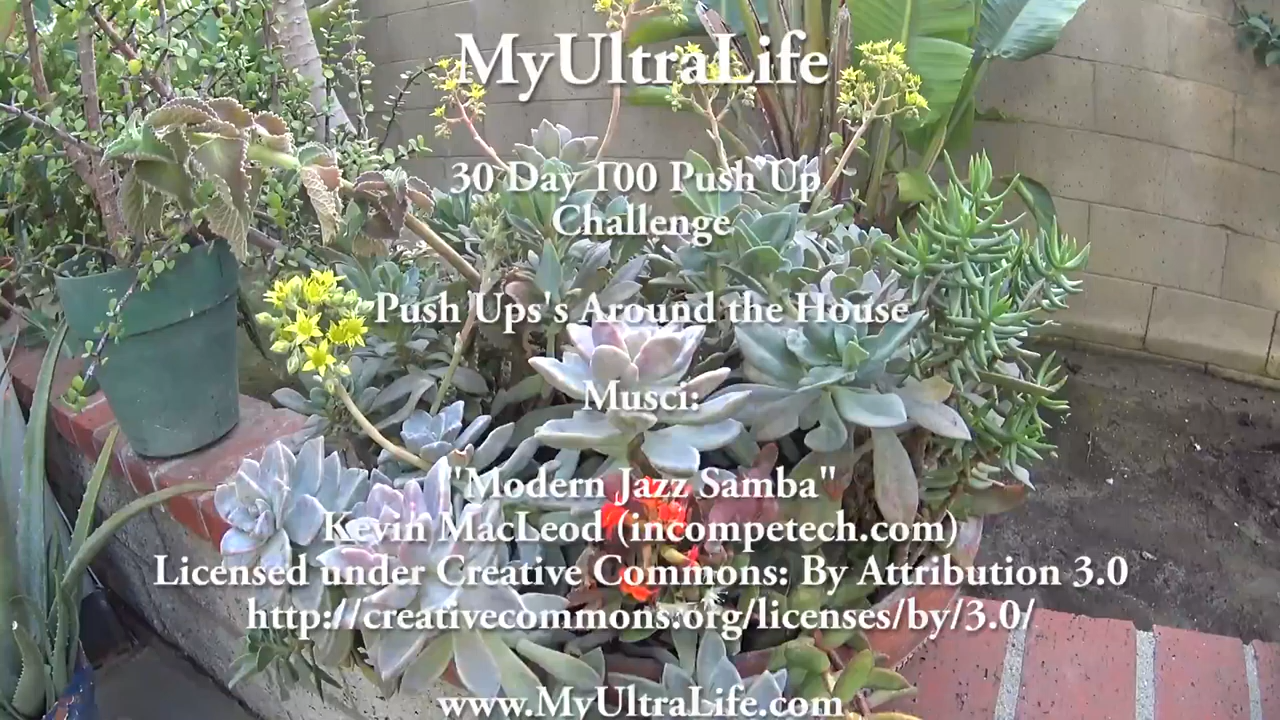 MyUltraLife
30 Day 100 Push Up
Challenge
Push Ups's Around the House
Musci:
"Modern Jazz Samba"
Kevin MacLeod (incompetech.com)
Licensed under Creative Commons: By Attribution 3.0
http://creativecommons.org/licenses/by/3.0/
www.MyUltraLife.com